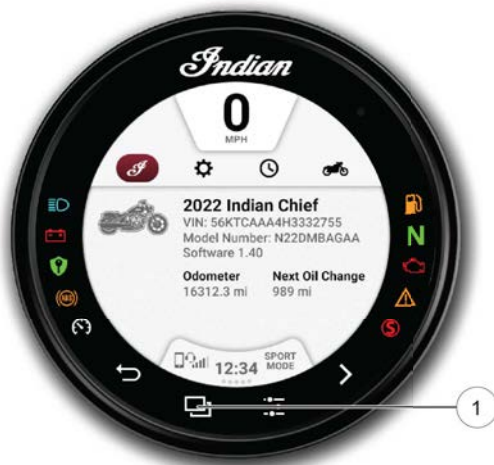 Indian
0
MPH
2022 Indian Chief
VIN: 56KTCAAA4H3332755
Model Number: N22DMBAGAA
Software 1.40
Odometer Next Oil Change
16312.3 mi 989 mi
N
ABS
S
12:34 SPORT
MODE
1